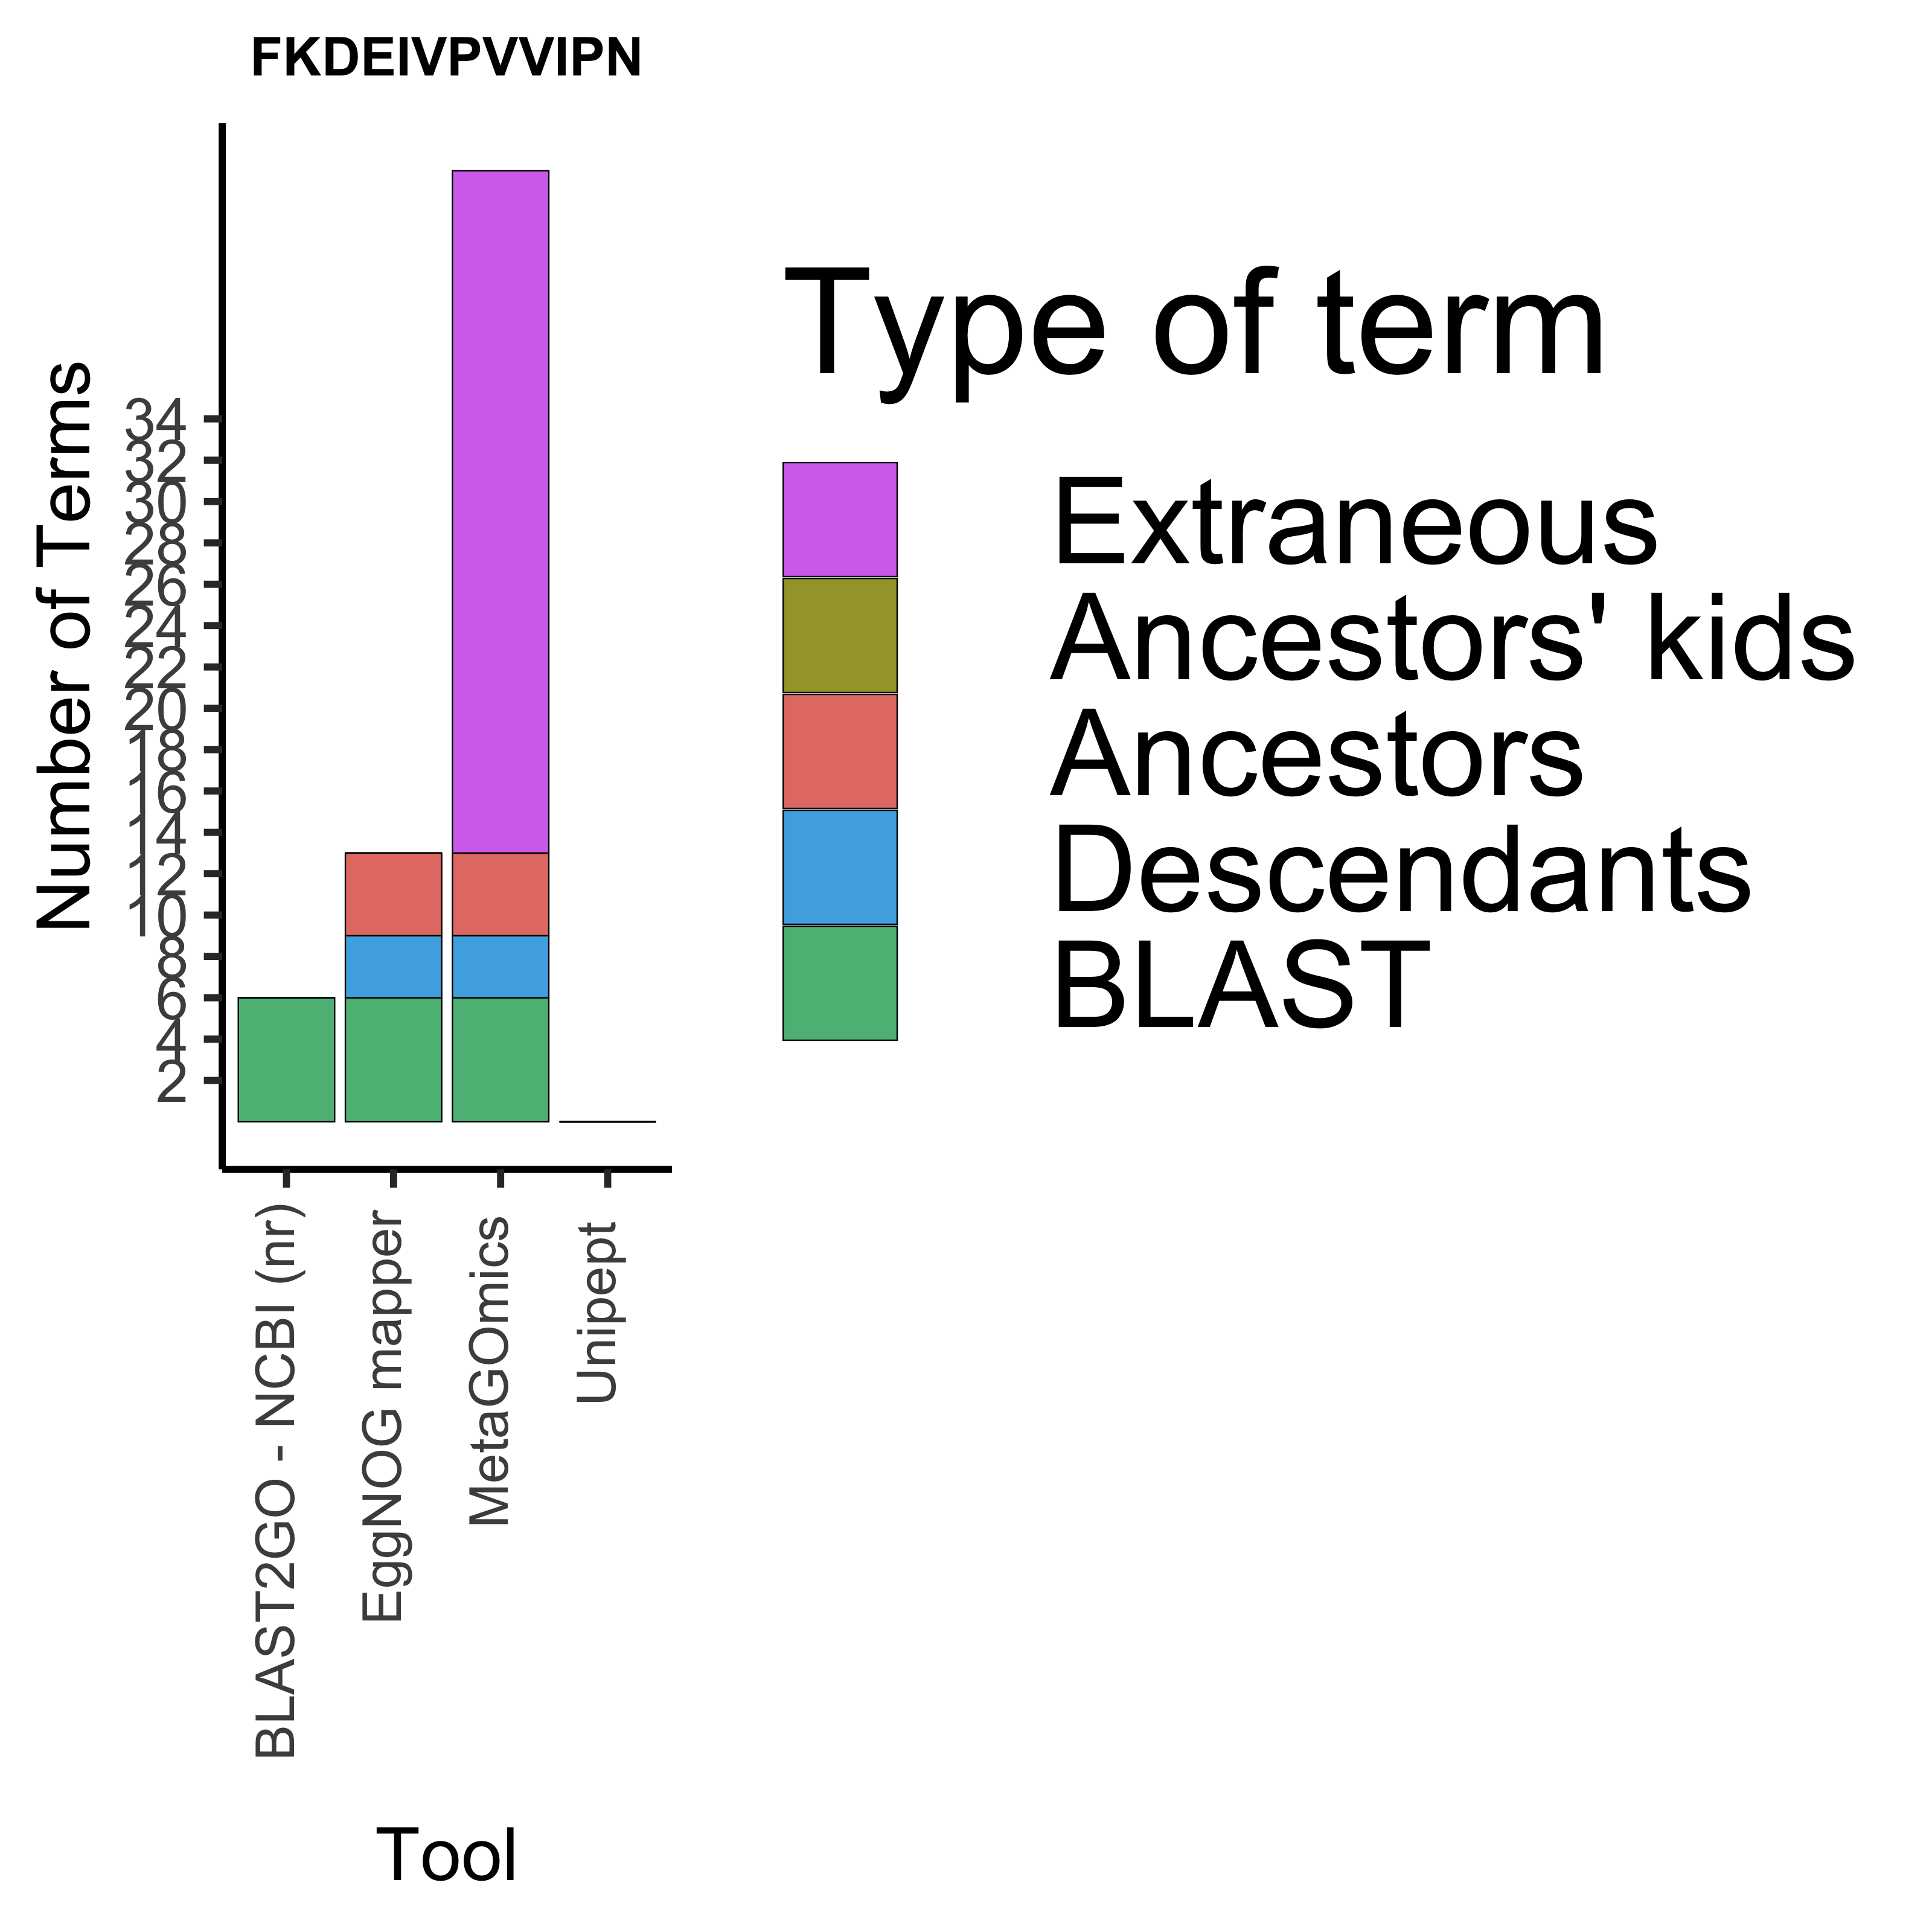 FKDEIVPVVIPN
Number of Terms
34
32
30
28
26
24
22
20
18
16
14
12
10
8
6
4
2
BLAST2GO - NCBI (nr)
EggNOG mapper
MetaGOmics
Unipept
Tool
Type of term
Extraneous
Ancestors' kids
Ancestors
Descendants
BLAST